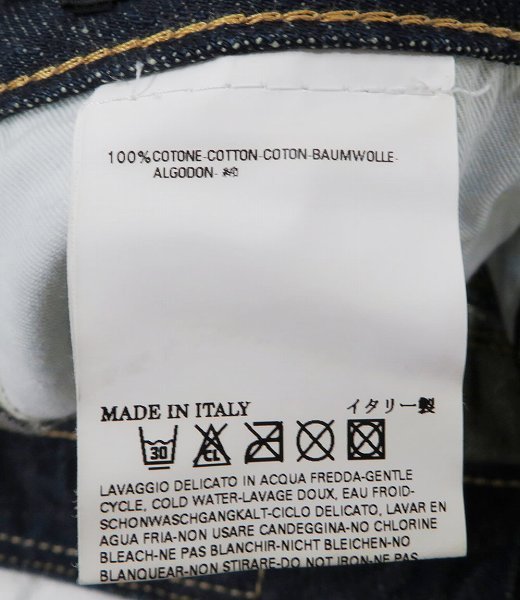 100%COTONE-COTTON-COTON-BAUMWOLLE-
ALGODON- 綿
MADE IN ITALY イタリー製
30 CL
LAVAGGIO DELICATO IN ACQUA FREDDA-GENTLE
CYCLE, COLD WATER-LAVAGE DOUX, EAU FROID-
SCHONWASCHGANGKALT-CICLO DELICATO, LAVAR EN
AGUA FRIA-NON USARE CANDEGGINA-NO CHLORINE
BLEACH-NE PAS BLANCHIR-NICHT BLEICHEN-NO
BLANQUEAR-NON STIRARE-DO NOT IRON-NE PAS